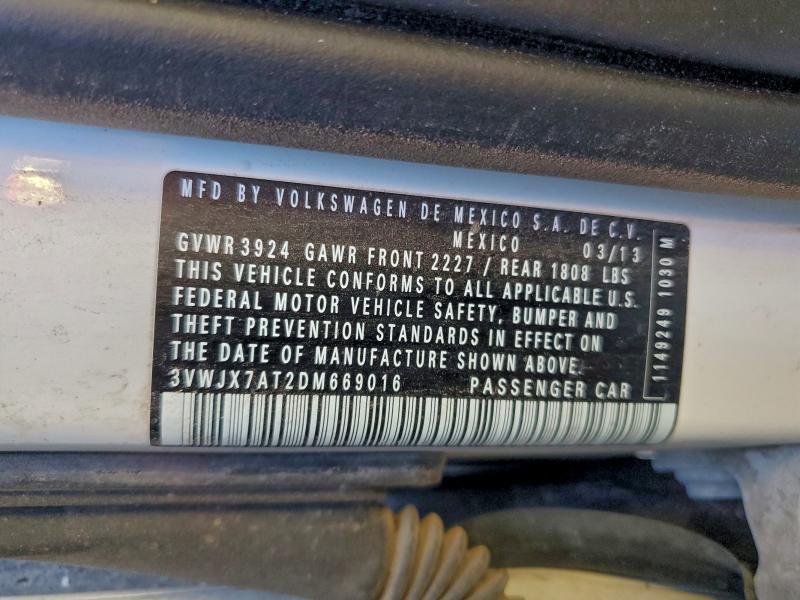 MFD BY VOLKSWAGEN DE MEXICO S.A. DE C.V.
MEXICO 03/13
GVWR 3924 GAWR FRONT 2227 / REAR 1808 LBS
THIS VEHICLE CONFORMS TO ALL APPLICABLE U.S.
FEDERAL MOTOR VEHICLE SAFETY, BUMPER AND
THEFT PREVENTION STANDARDS IN EFFECT ON
THE DATE OF MANUFACTURE SHOWN ABOVE.
3VWJX7AT2DM669016 PASSENGER CAR
1149249 1030 M